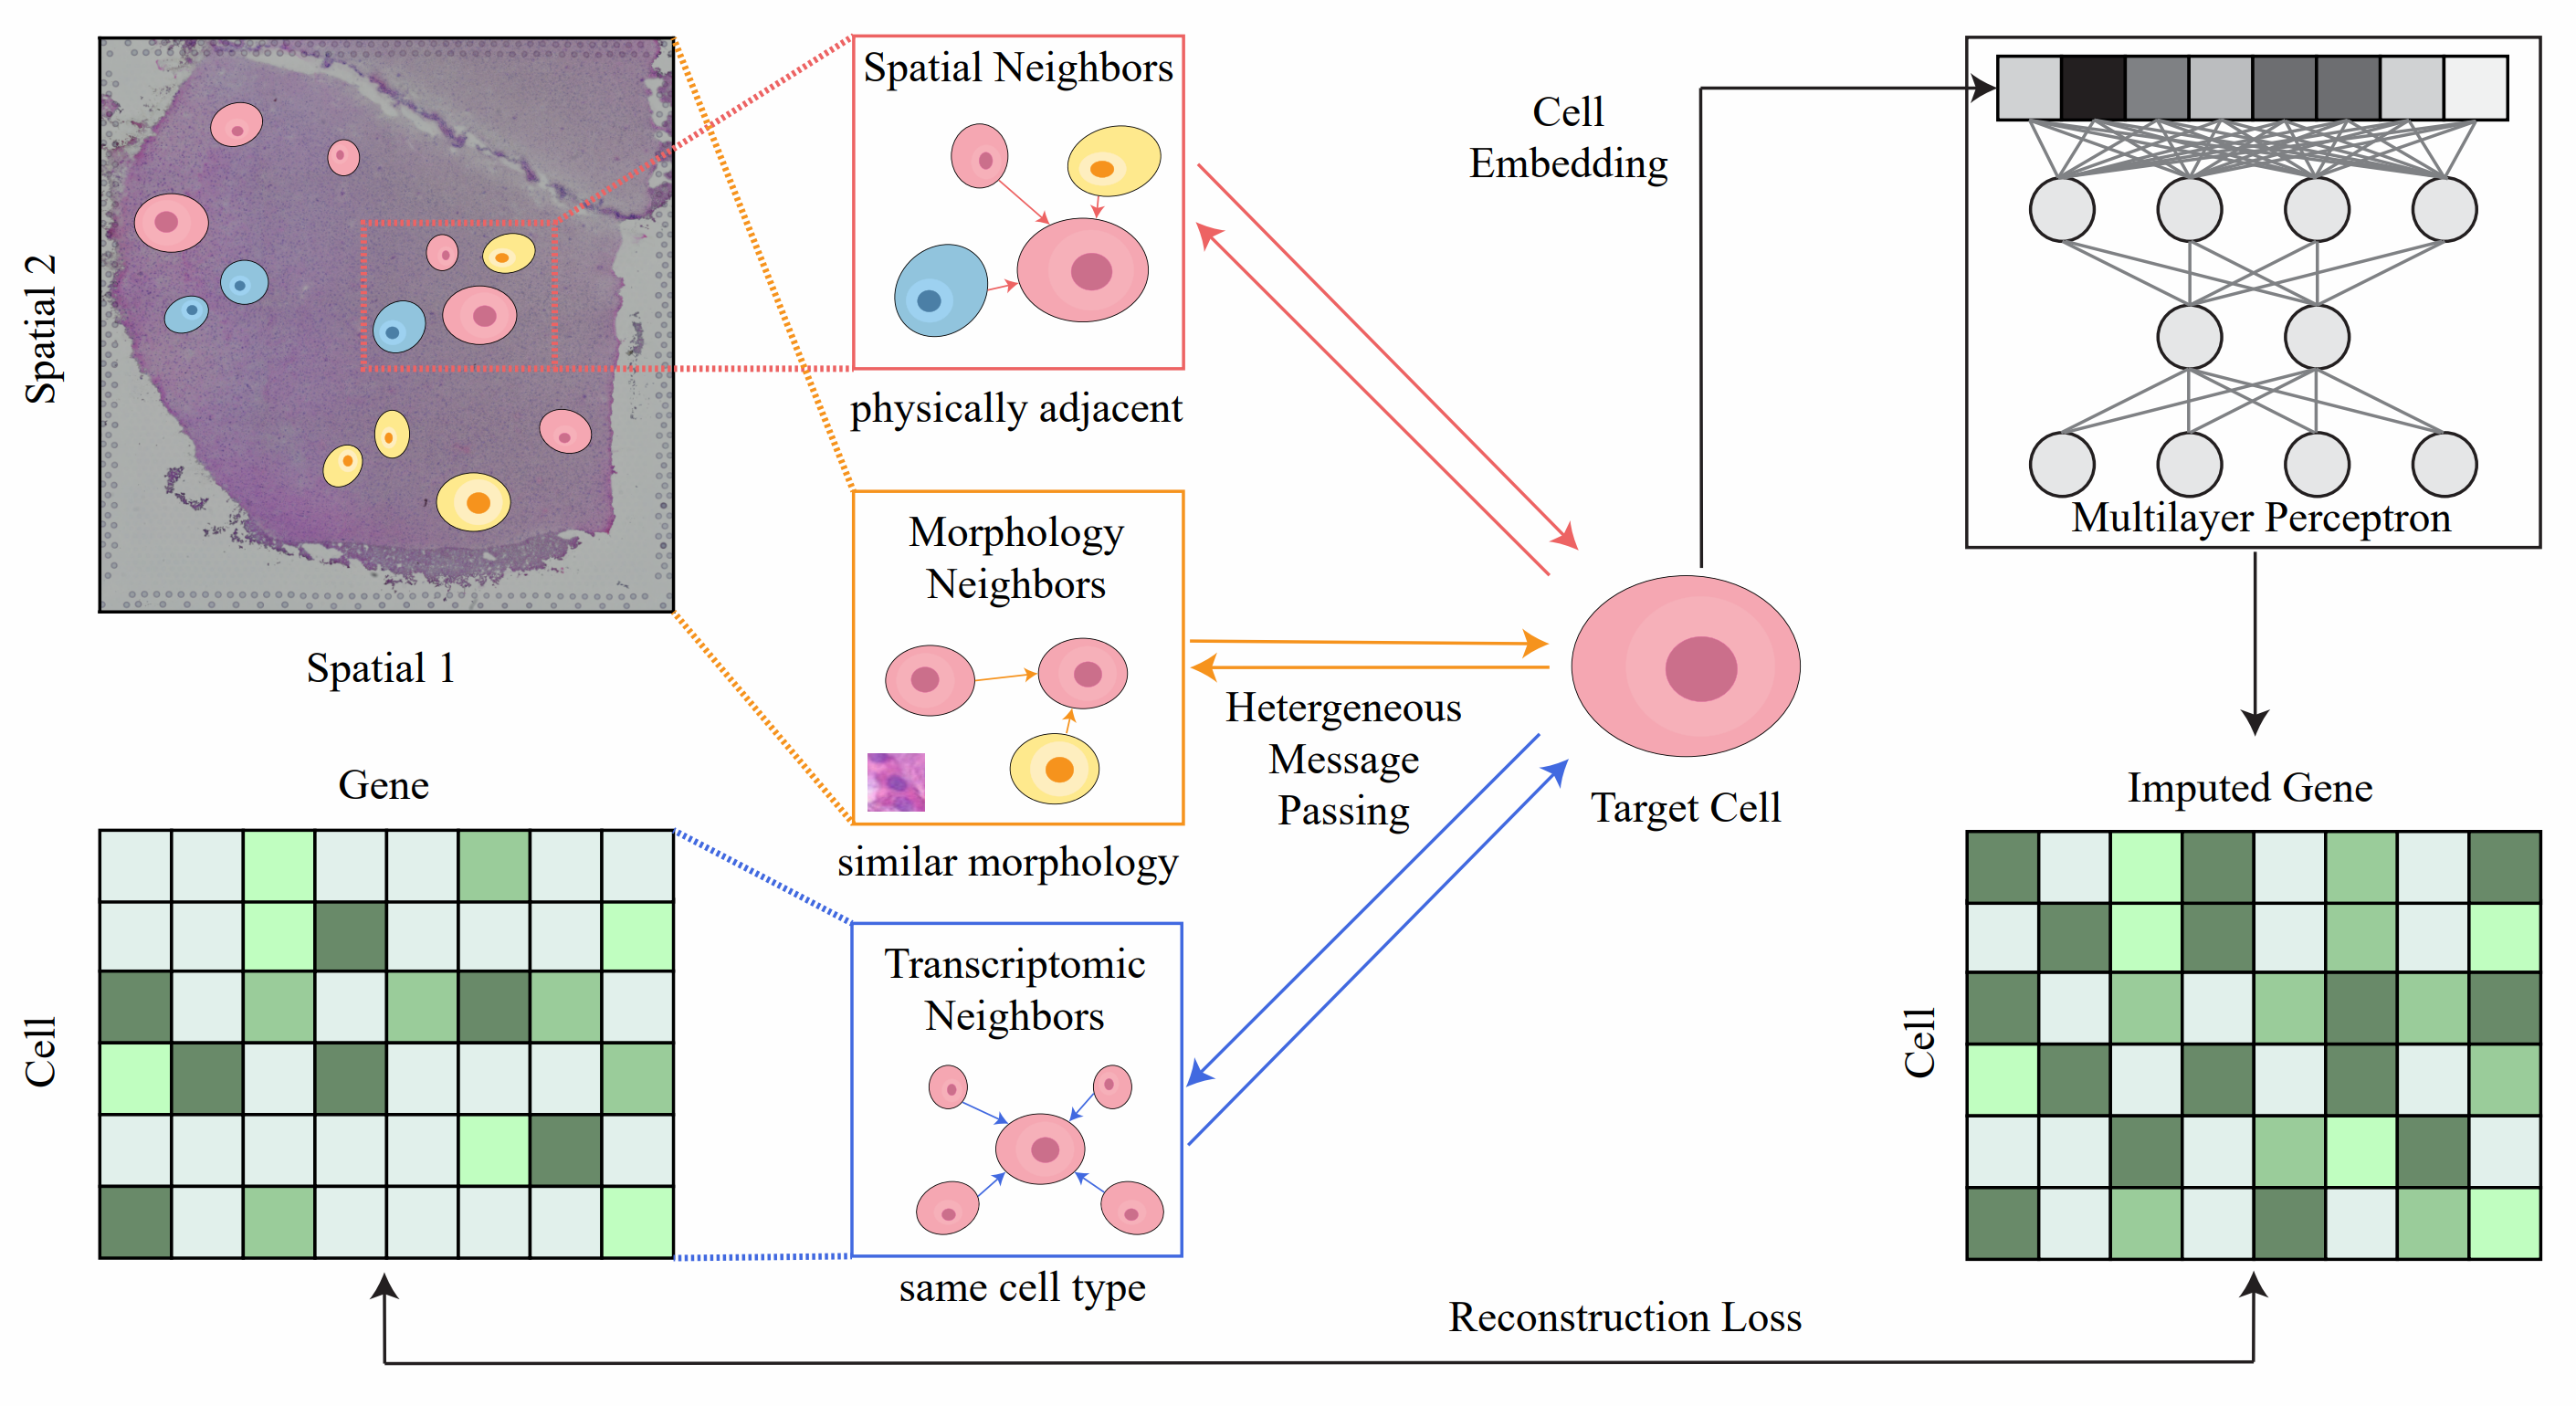 Spatial 2
Spatial 1
Gene
Cell
Spatial Neighbors
physically adjacent
Morphology
Neighbors
similar morphology
Transcriptomic
Neighbors
same cell type
Hetergeneous
Message
Passing
Target Cell
Cell
Embedding
Multilayer Perceptron
Imputed Gene
Cell
Reconstruction Loss